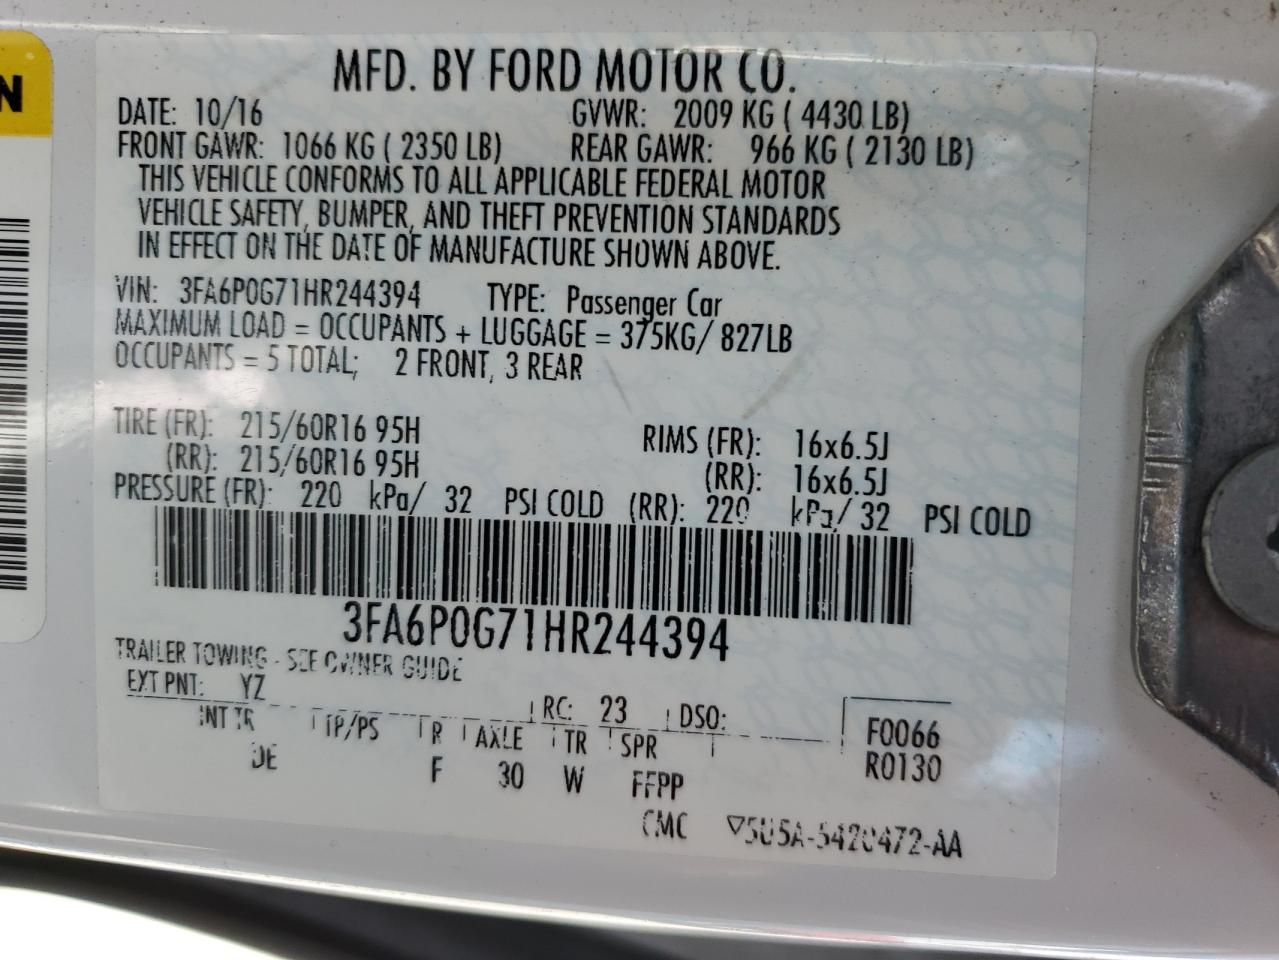 N
MFD. BY FORD MOTOR CO.
DATE: 10/16 GVWR: 2009 KG ( 4430 LB)
FRONT GAWR: 1066 KG ( 2350 LB) REAR GAWR: 966 KG ( 2130 LB)
THIS VEHICLE CONFORMS TO ALL APPLICABLE FEDERAL MOTOR
VEHICLE SAFETY, BUMPER, AND THEFT PREVENTION STANDARDS
IN EFFECT ON THE DATE OF MANUFACTURE SHOWN ABOVE.
VIN: 3FA6P0G71HR244394 TYPE: Passenger Car
MAXIMUM LOAD = OCCUPANTS + LUGGAGE = 375KG/ 827LB
OCCUPANTS = 5 TOTAL; 2 FRONT, 3 REAR
TIRE (FR): 215/60R16 95H RIMS (FR): 16x6.5J
(RR): 215/60R16 95H (RR): 16x6.5J
PRESSURE (FR): 220 kPa/ 32 PSI COLD (RR): 220 kPa/ 32 PSI COLD
3FA6P0G71HR244394
TRAILER TOWING - SEE OWNER GUIDE
EXT PNT: YZ RC: 23 DSO:
INT TR TP/PS R AXLE TR SPR F0066
DE F 30 W FFPP R0130
CMC ▽5U5A-5420472-AA